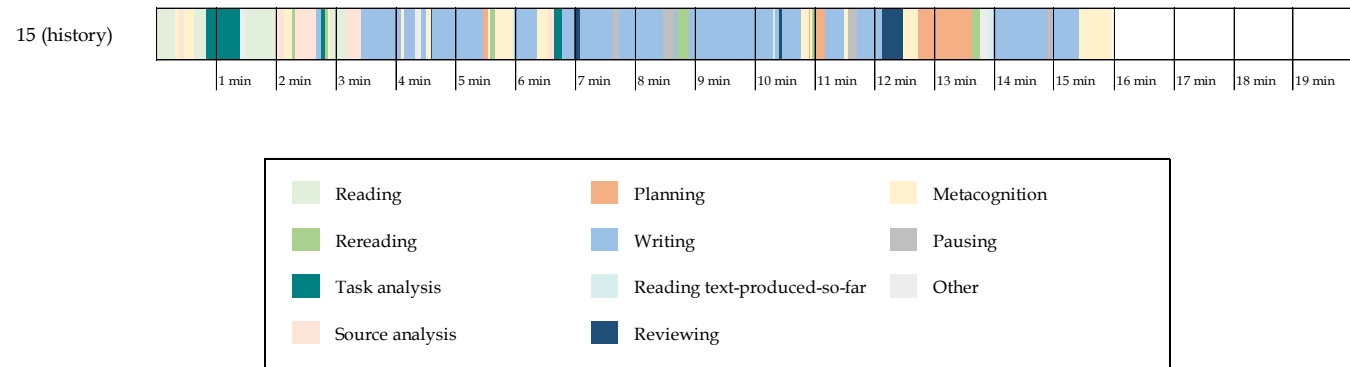 15 (history)
1 min 2 min 3 min 4 min 5 min 6 min 7 min 8 min 9 min 10 min 11 min 12 min 13 min 14 min 15 min 16 min 17 min 18 min 19 min
Reading Planning Metacognition
Rereading Writing Pausing
Task analysis Reading text-produced-so-far Other
Source analysis Reviewing